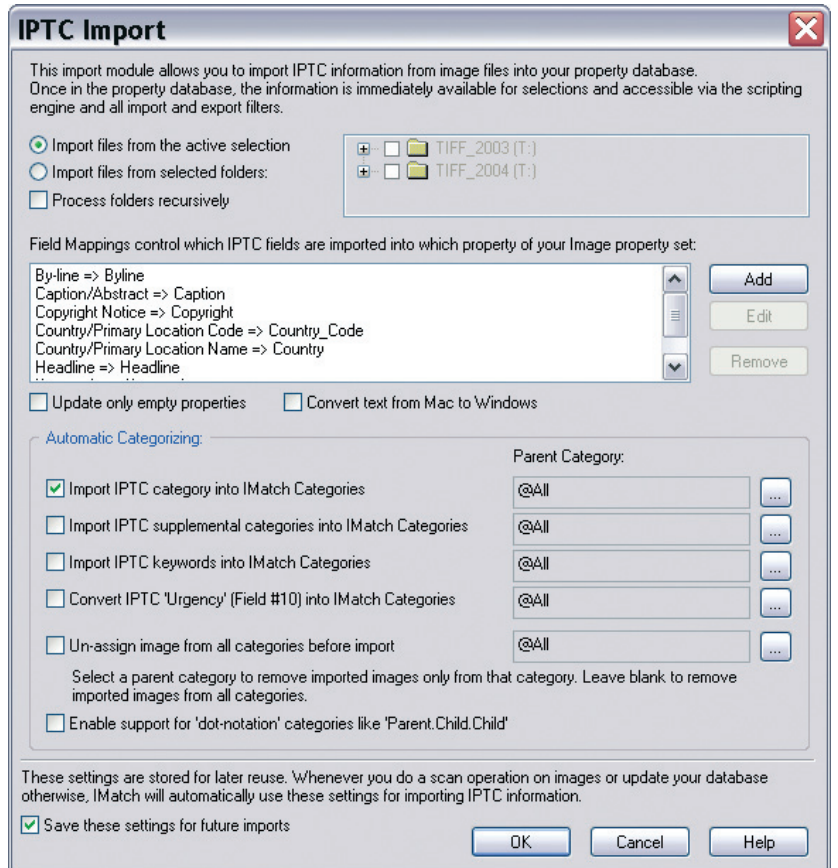 IPTC Import
This import module allows you to import IPTC information from image files into your property database.
Once in the property database, the information is immediately available for selections and accessible via the scripting
engine and all import and export filters.
Import files from the active selection
Import files from selected folders:
Process folders recursively
TIFF_2003 (T:)
TIFF_2004 (T:)
Field Mappings control which IPTC fields are imported into which property of your Image property set:
By-line => Byline
Caption/Abstract => Caption
Copyright Notice => Copyright
Country/Primary Location Code => Country_Code
Country/Primary Location Name => Country
Headline => Headline
Add
Edit
Remove
Update only empty properties
Convert text from Mac to Windows
Automatic Categorizing:
Parent Category:
Import IPTC category into IMatch Categories
@All
...
Import IPTC supplemental categories into IMatch Categories
@All
...
Import IPTC keywords into IMatch Categories
@All
...
Convert IPTC 'Urgency' (Field #10) into IMatch Categories
@All
...
Un-assign image from all categories before import
@All
...
Select a parent category to remove imported images only from that category. Leave blank to remove
imported images from all categories.
Enable support for 'dot-notation' categories like 'Parent.Child.Child'
These settings are stored for later reuse. Whenever you do a scan operation on images or update your database
otherwise, IMatch will automatically use these settings for importing IPTC information.
Save these settings for future imports
OK
Cancel
Help